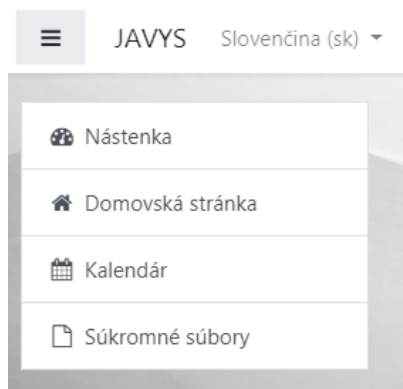 JAVYS Slovenčina (sk)
Nástenka
Domovská stránka
Kalendár
Súkromné súbory